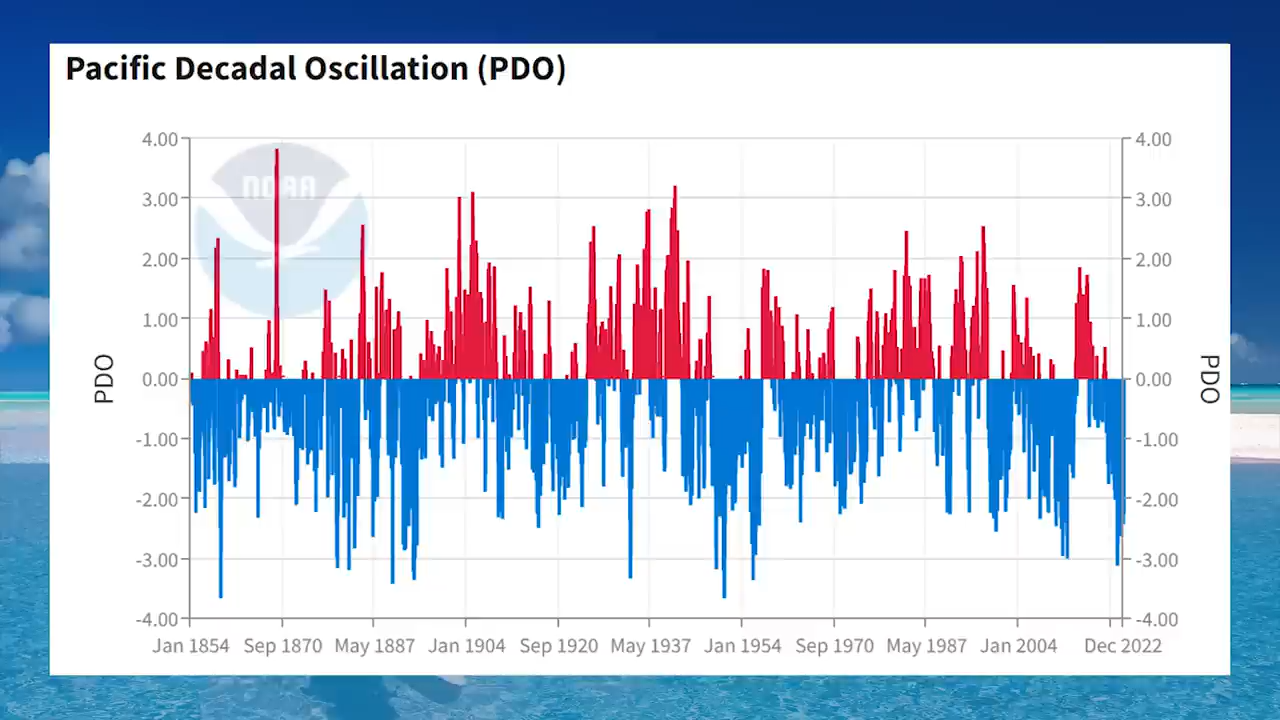 Pacific Decadal Oscillation (PDO)
NOAA
4.00 4.00
3.00 3.00
2.00 2.00
1.00 1.00
0.00 0.00
-1.00 -1.00
-2.00 -2.00
-3.00 -3.00
-4.00 -4.00
PDO
PDO
Jan 1854 Sep 1870 May 1887 Jan 1904 Sep 1920 May 1937 Jan 1954 Sep 1970 May 1987 Jan 2004 Dec 2022